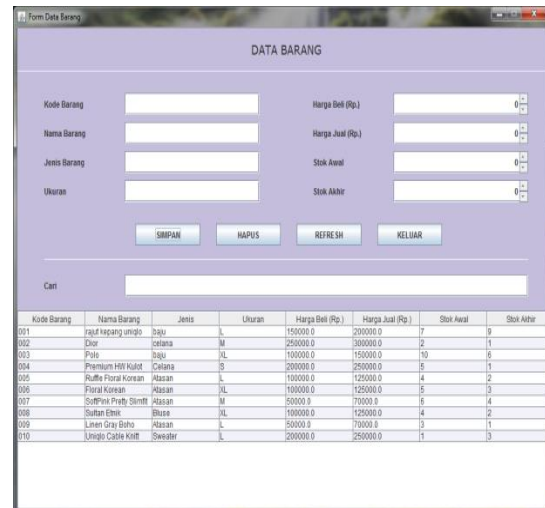 Form Data Barang
DATA BARANG
Kode Barang Harga Beli (Rp.) 0
Nama Barang Harga Jual (Rp.) 0
Jenis Barang Stok Awal 0
Ukuran Stok Akhir 0
SIMPAN HAPUS REFRESH KELUAR
Cari
Kode Barang Nama Barang Jenis Ukuran Harga Beli (Rp.) Harga Jual (Rp.) Stok Awal Stok Akhir
001 rajut kepang uniqlo baju L 150000.0 200000.0 7 9
002 Dior celana M 250000.0 300000.0 2 1
003 Polo baju XL 100000.0 150000.0 10 6
004 Premium HW Kulot Celana S 200000.0 250000.0 5 1
005 Ruffle Floral Korean Atasan L 100000.0 125000.0 4 2
006 Floral Korean Atasan XL 100000.0 125000.0 5 3
007 SoftPink Pretty Slimfit Atasan M 50000.0 70000.0 6 4
008 Sultan Etnik Bluse XL 100000.0 125000.0 4 2
009 Linen Gray Boho Atasan L 50000.0 70000.0 3 1
010 Uniqlo Cable Knitt Sweater L 200000.0 250000.0 1 3